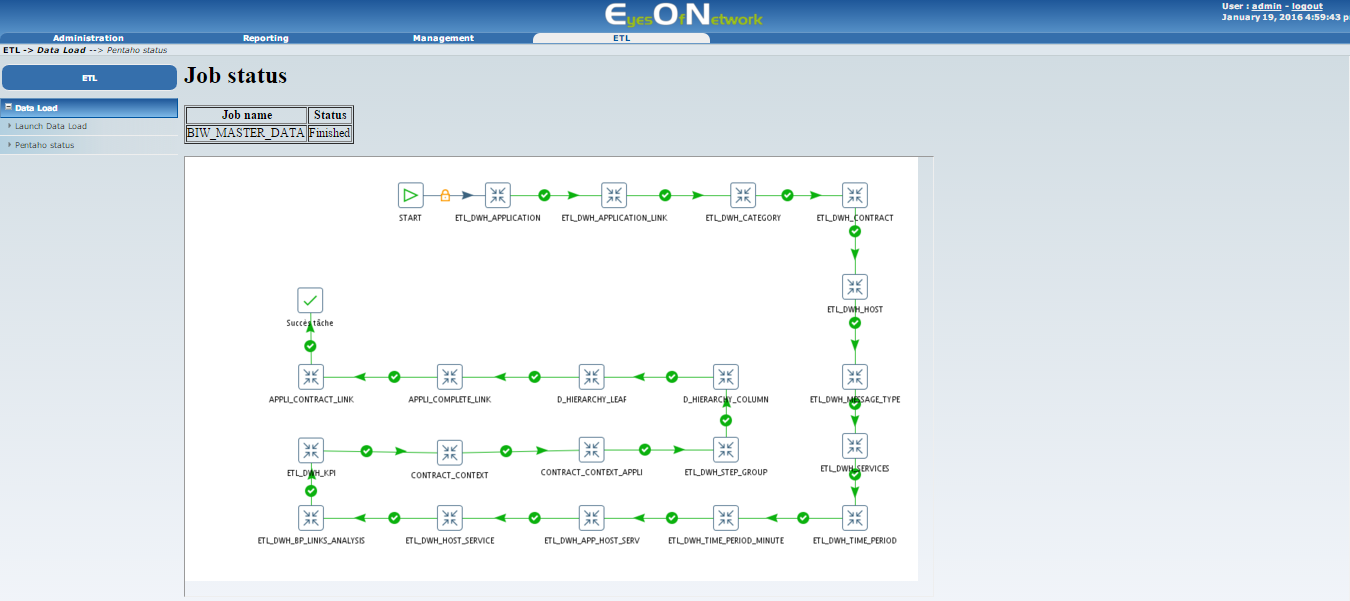 EyesOfNetwork
User : admin - logout
January 19, 2016 4:59:43 p
Administration Reporting Management ETL
ETL -> Data Load --> Pentaho status
ETL
Data Load
Launch Data Load
Pentaho status
Job status
Job name Status
BIW_MASTER_DATA Finished
START ETL_DWH_APPLICATION ETL_DWH_APPLICATION_LINK ETL_DWH_CATEGORY ETL_DWH_CONTRACT
ETL_DWH_HOST
Succès tâche
APPLI_CONTRACT_LINK APPLI_COMPLETE_LINK D_HIERARCHY_LEAF D_HIERARCHY_COLUMN ETL_DWH_MESSAGE_TYPE
ETL_DWH_KPI CONTRACT_CONTEXT CONTRACT_CONTEXT_APPLI ETL_DWH_STEP_GROUP ETL_DWH_SERVICES
ETL_DWH_BP_LINKS_ANALYSIS ETL_DWH_HOST_SERVICE ETL_DWH_APP_HOST_SERV ETL_DWH_TIME_PERIOD_MINUTE ETL_DWH_TIME_PERIOD